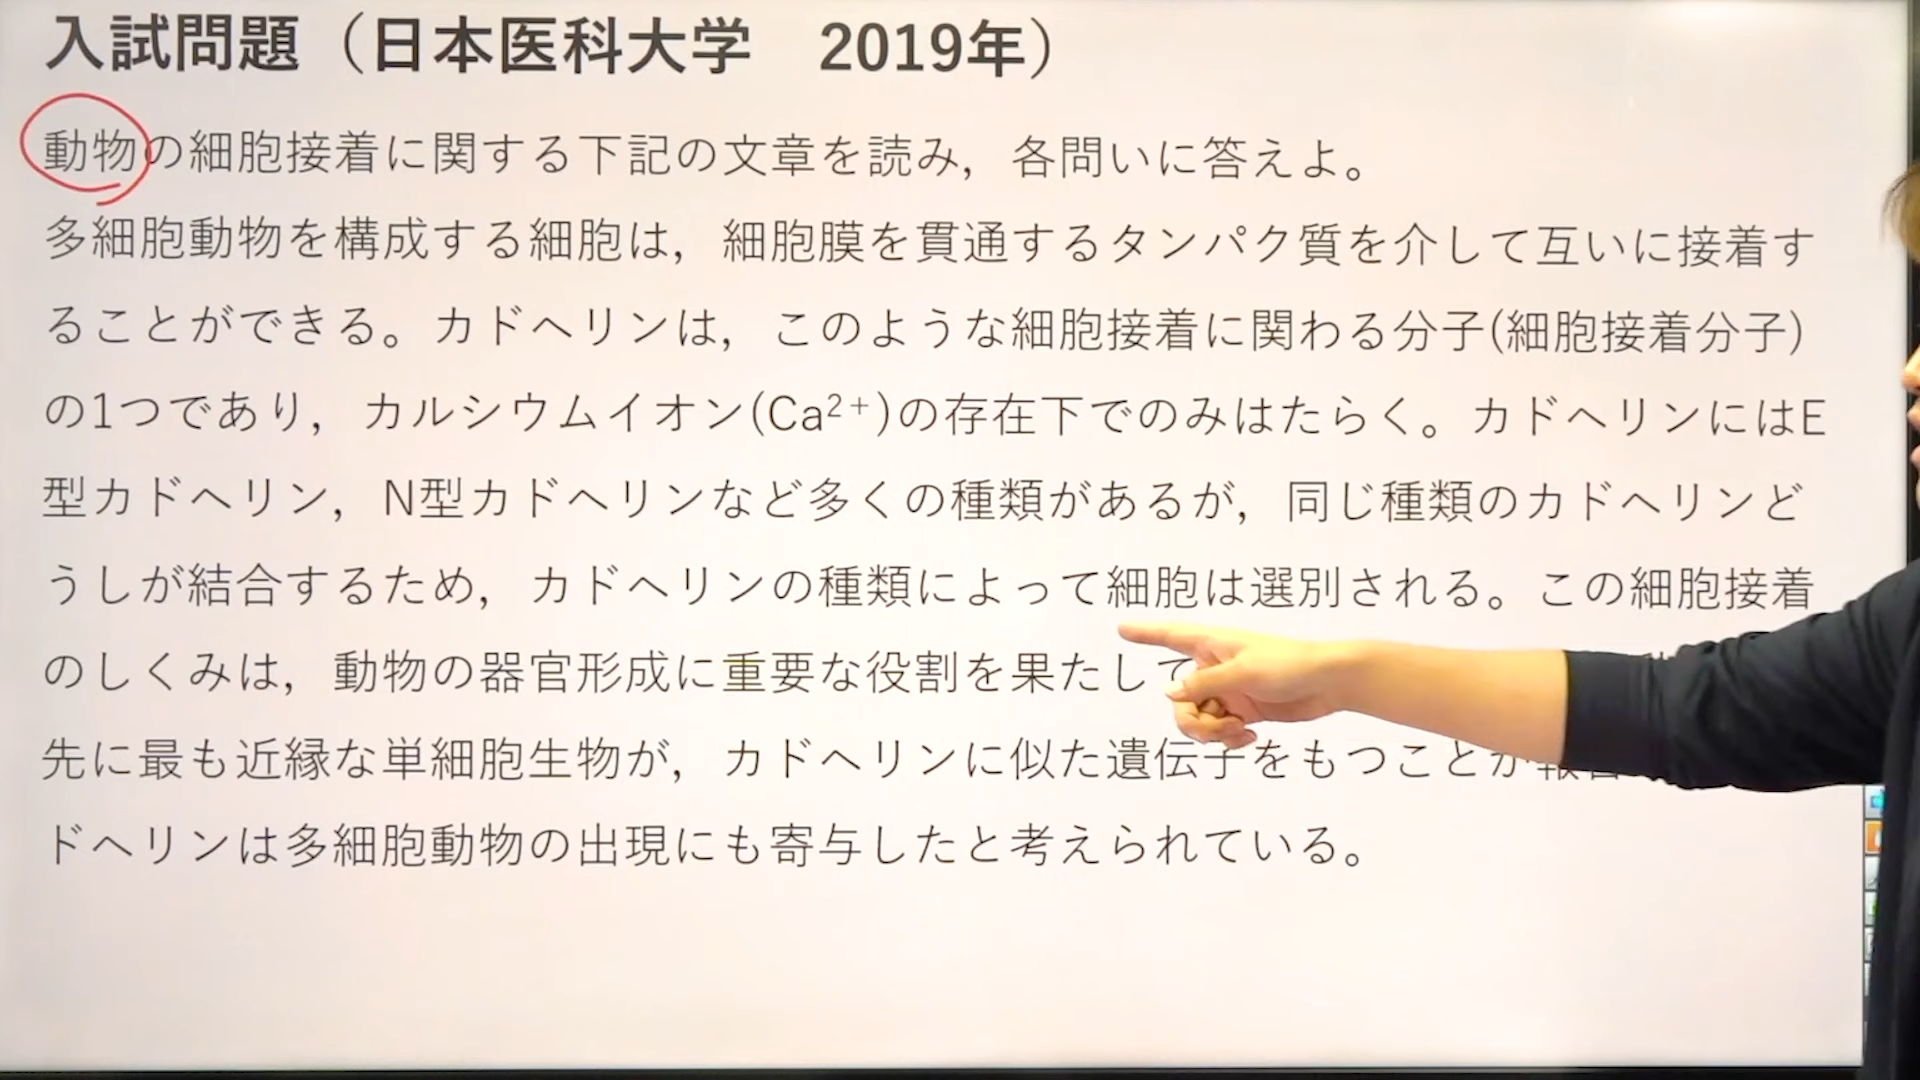 入試問題（日本医科大学　2019年）
動物の細胞接着に関する下記の文章を読み，各問いに答えよ。
多細胞動物を構成する細胞は，細胞膜を貫通するタンパク質を介して互いに接着す
ることができる。カドヘリンは，このような細胞接着に関わる分子(細胞接着分子)
の1つであり，カルシウムイオン(Ca²⁺)の存在下でのみはたらく。カドヘリンにはE
型カドヘリン，N型カドヘリンなど多くの種類があるが，同じ種類のカドヘリンど
うしが結合するため，カドヘリンの種類によって細胞は選別される。この細胞接着
のしくみは，動物の器官形成に重要な役割を果たして
先に最も近縁な単細胞生物が，カドヘリンに似た遺伝子をもつことが報告
ドヘリンは多細胞動物の出現にも寄与したと考えられている。